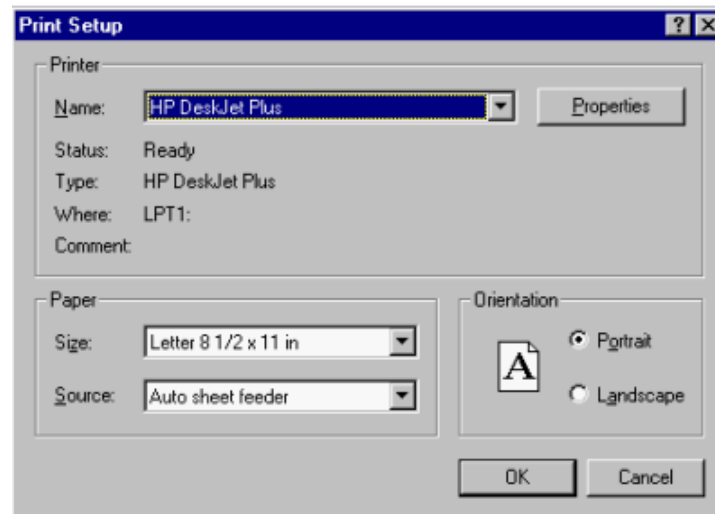 Print Setup
Printer
Name: HP DeskJet Plus Properties
Status: Ready
Type: HP DeskJet Plus
Where: LPT1:
Comment:
Paper Orientation
Size: Letter 8 1/2 x 11 in Portrait
A
Source: Auto sheet feeder Landscape
OK Cancel